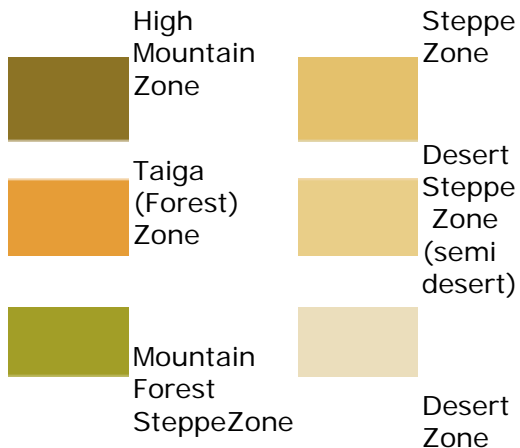 High
Mountain
Zone
Steppe
Zone
Taiga
(Forest)
Zone
Desert
Steppe
Zone
(semi
desert)
Mountain
Forest
SteppeZone
Desert
Zone